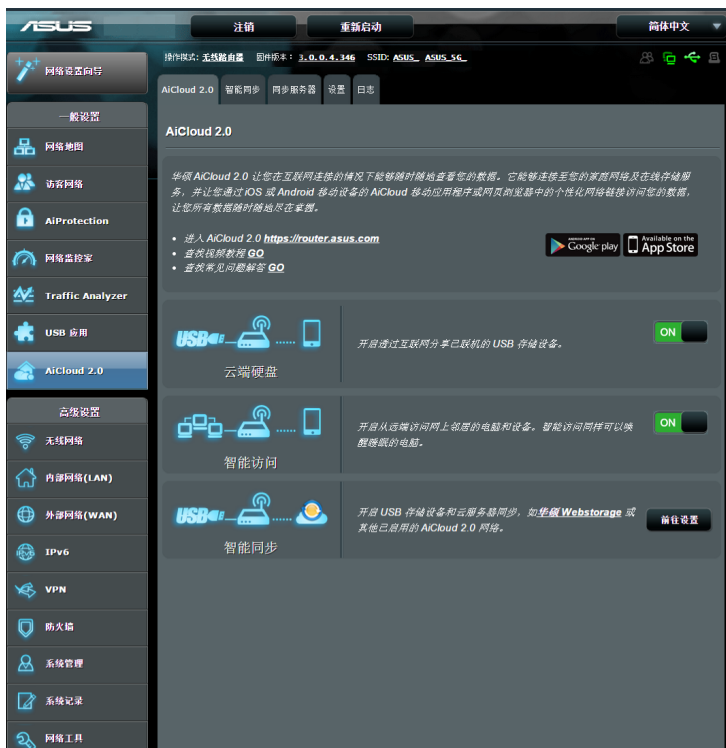 ASUS
注销
重新启动
简体中文
操作模式: 无线路由器 固件版本: 3.0.0.4.346 SSID: ASUS_ ASUS_5G_
网络设置向导
AiCloud 2.0 智能同步 同步服务器 设置 日志
一般设置
网络地图
访客网络
AiProtection
网络监控家
Traffic Analyzer
USB 应用
AiCloud 2.0
高级设置
无线网络
内部网络(LAN)
外部网络(WAN)
IPv6
VPN
防火墙
系统管理
系统记录
网络工具
AiCloud 2.0
华硕 AiCloud 2.0 让您在互联网连接的情况下能够随时随地查看您的数据。它能够连接至您的家庭网络及在线存储服
务，并让您通过 iOS 或 Android 移动设备的 AiCloud 移动应用程序或网页浏览器中的个性化网络链接访问您的数据，
让您所有数据随时随地尽在掌握。
• 进入 AiCloud 2.0 https://router.asus.com
• 查找视频教程 GO
• 查找常见问题解答 GO
ANDROID APP ON
Google play
Available on the
App Store
USB
云端硬盘
开启透过互联网分享已联机的 USB 存储设备。
ON
智能访问
开启从远端访问网上邻居的电脑和设备。智能访问同样可以唤
醒睡眠的电脑。
ON
USB
智能同步
开启 USB 存储设备和云服务器同步，如华硕 Webstorage 或
其他已启用的 AiCloud 2.0 网络。
前往设置